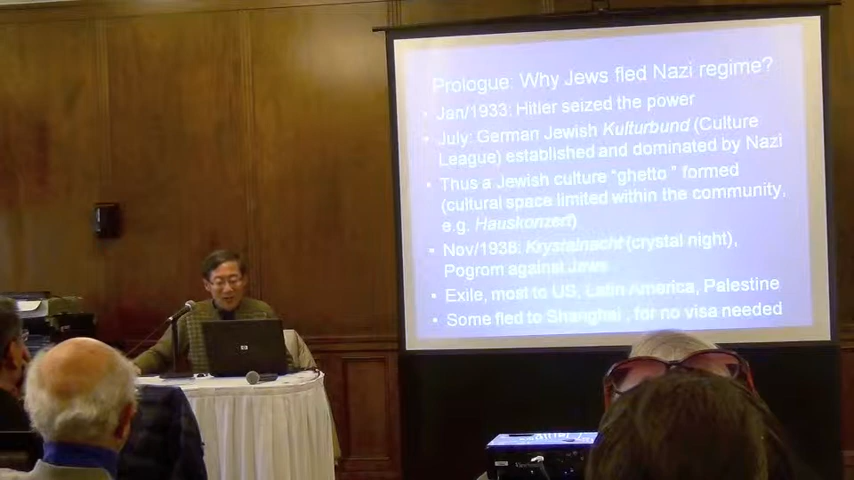 Prologue: Why Jews fled Nazi regime?
• Jan/1933: Hitler seized the power
• July: German Jewish Kulturbund (Culture
League) established and dominated by Nazi
• Thus a Jewish culture "ghetto" formed
(cultural space limited within the community,
e.g. Hauskonzert)
• Nov/1938: Krystalnacht (crystal night),
Pogrom against Jews
• Exile, most to US, Latin America, Palestine
• Some fled to Shanghai, for no visa needed